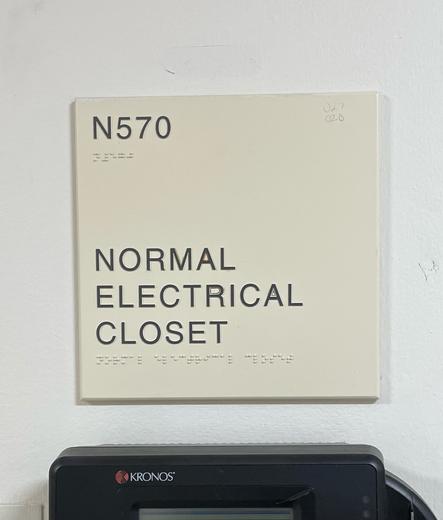 N570
NORMAL
ELECTRICAL
CLOSET
KRONOS